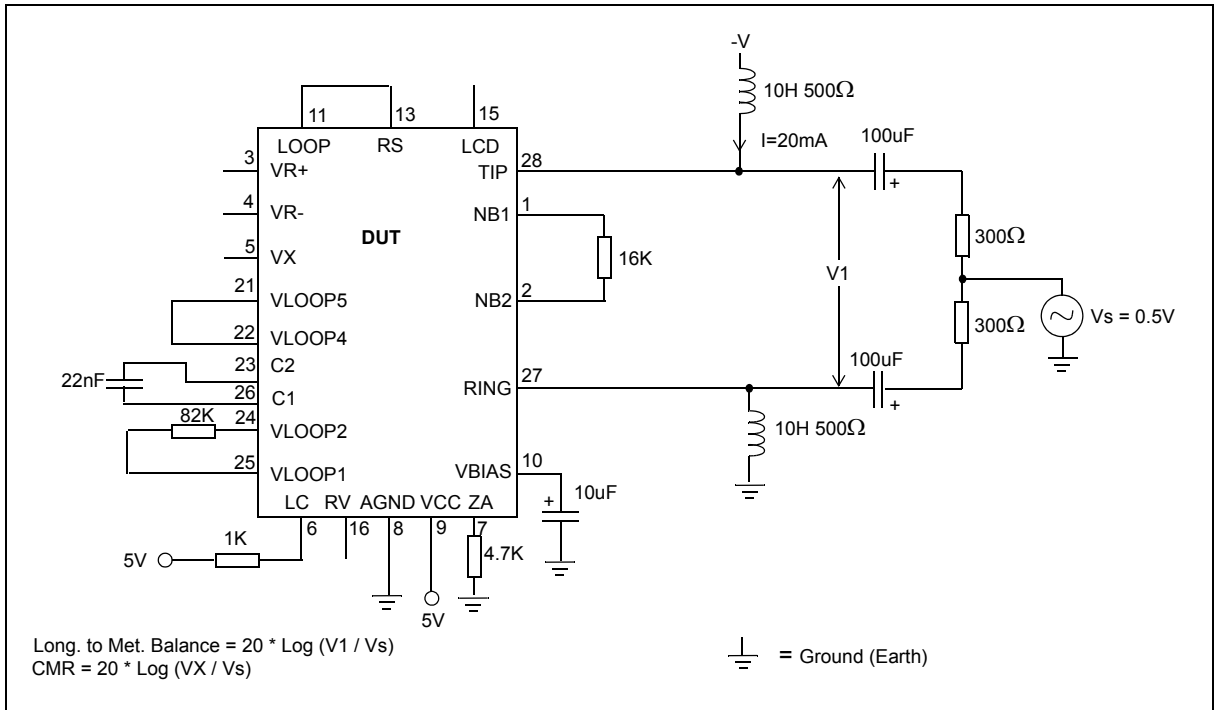 -V
10H 500Ω
11 13 15
I=20mA
100uF
LOOP RS LCD
3 VR+
TIP 28
+
4 VR-
NB1 1
300Ω
DUT
5 VX
16K
V1
21 VLOOP5
NB2 2
Vs = 0.5V
22 VLOOP4
300Ω
23 C2
100uF
22nF
RING 27
26 C1
+
82K
24 VLOOP2
10H 500Ω
25 VLOOP1
VBIAS 10
10uF
+
LC RV AGND VCC ZA
6 16 8 9 7
1K
4.7K
5V
5V
Long. to Met. Balance = 20 * Log (V1 / Vs)
CMR = 20 * Log (VX / Vs)
= Ground (Earth)